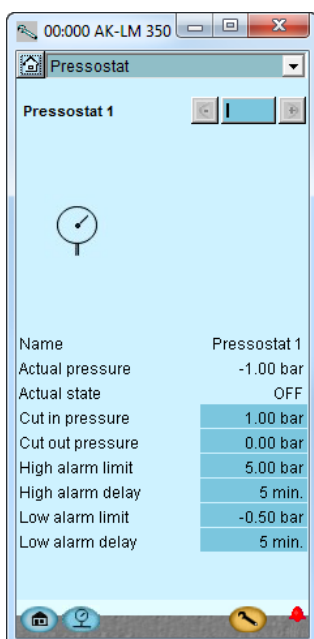 00:000 AK-LM 350
Pressostat
Pressostat 1
Name Pressostat 1
Actual pressure -1.00 bar
Actual state OFF
Cut in pressure 1.00 bar
Cut out pressure 0.00 bar
High alarm limit 5.00 bar
High alarm delay 5 min.
Low alarm limit -0.50 bar
Low alarm delay 5 min.